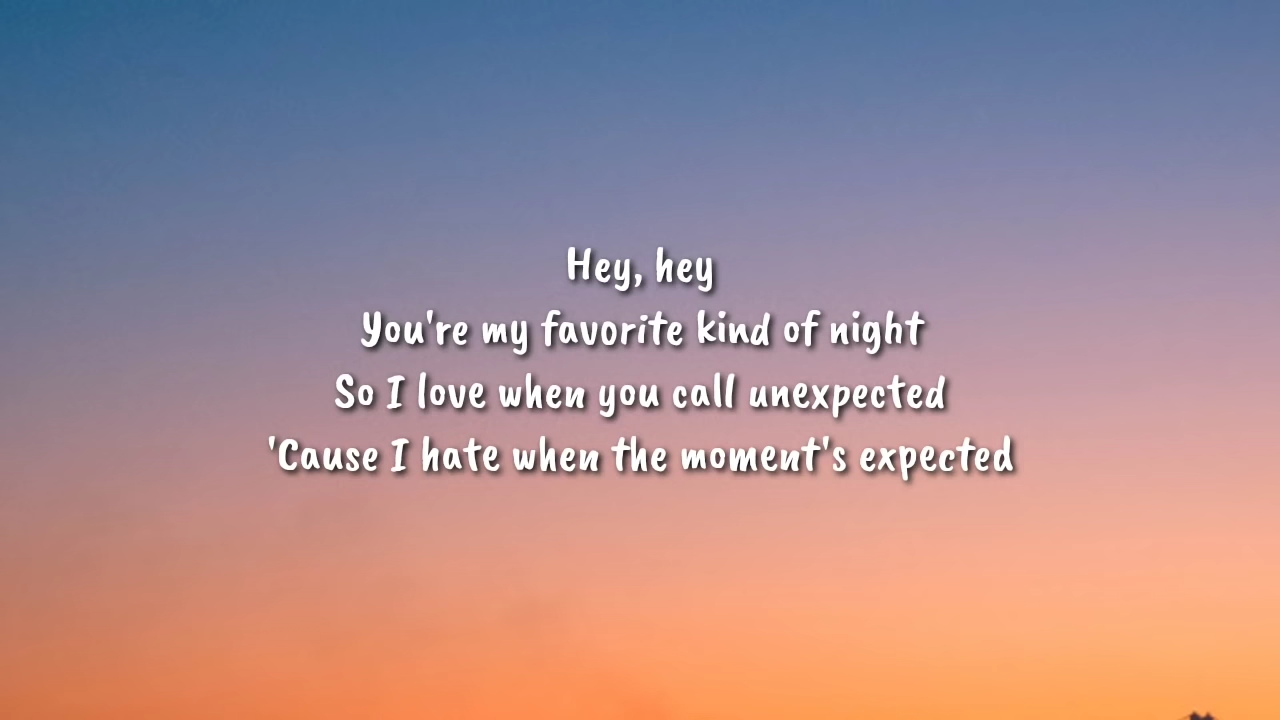 Hey, hey
You're my favorite kind of night
So I love when you call unexpected
'Cause I hate when the moment's expected